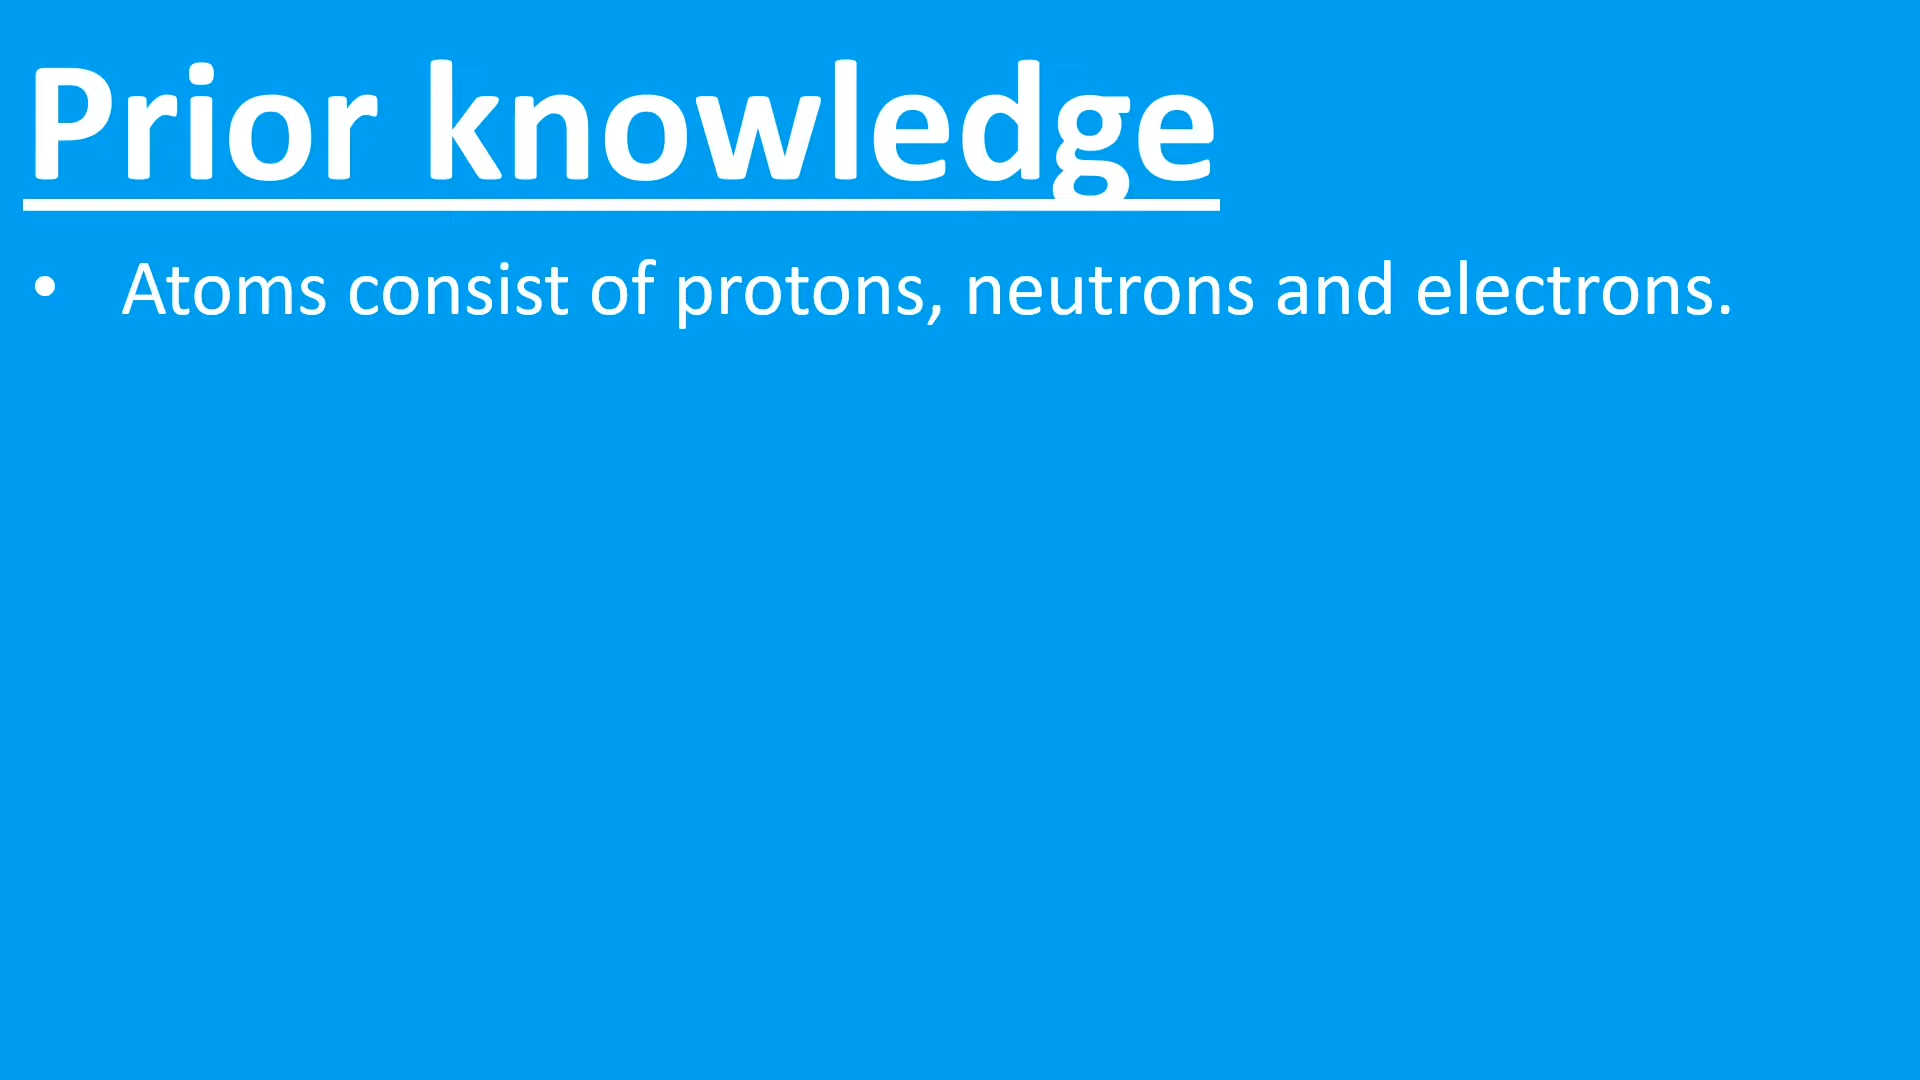 Prior knowledge
• Atoms consist of protons, neutrons and electrons.